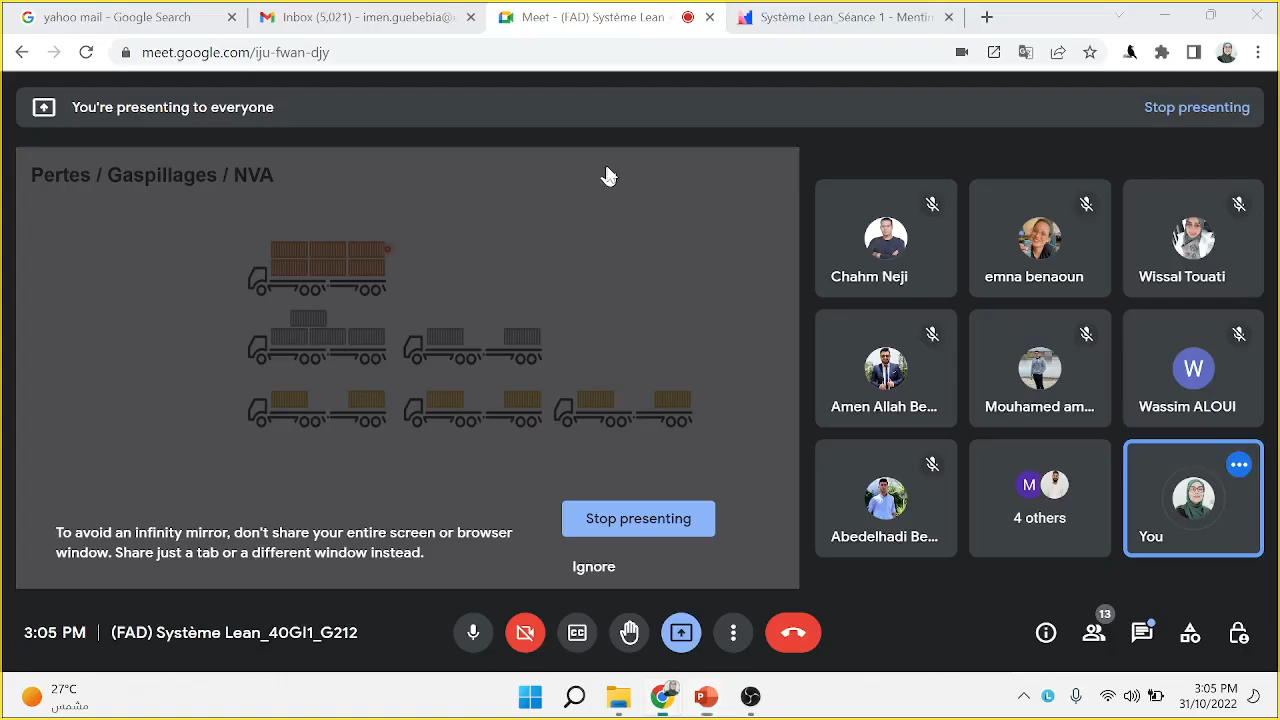 yahoo mail - Google Search
Inbox (5,021) - imen.guebebia@
Meet - (FAD) Système Lean
Système Lean_Séance 1 - Mentin
meet.google.com/iju-fwan-djy
You're presenting to everyone
Stop presenting
Pertes / Gaspillages / NVA
Chahm Neji
emna benaoun
Wissal Touati
Amen Allah Be...
Mouhamed am...
W
Wassim ALOUI
Abedelhadi Be...
M
4 others
You
To avoid an infinity mirror, don't share your entire screen or browser
window. Share just a tab or a different window instead.
Stop presenting
Ignore
3:05 PM | (FAD) Système Lean_40GI1_G212
CC
13
27°C
مشمس
3:05 PM
31/10/2022